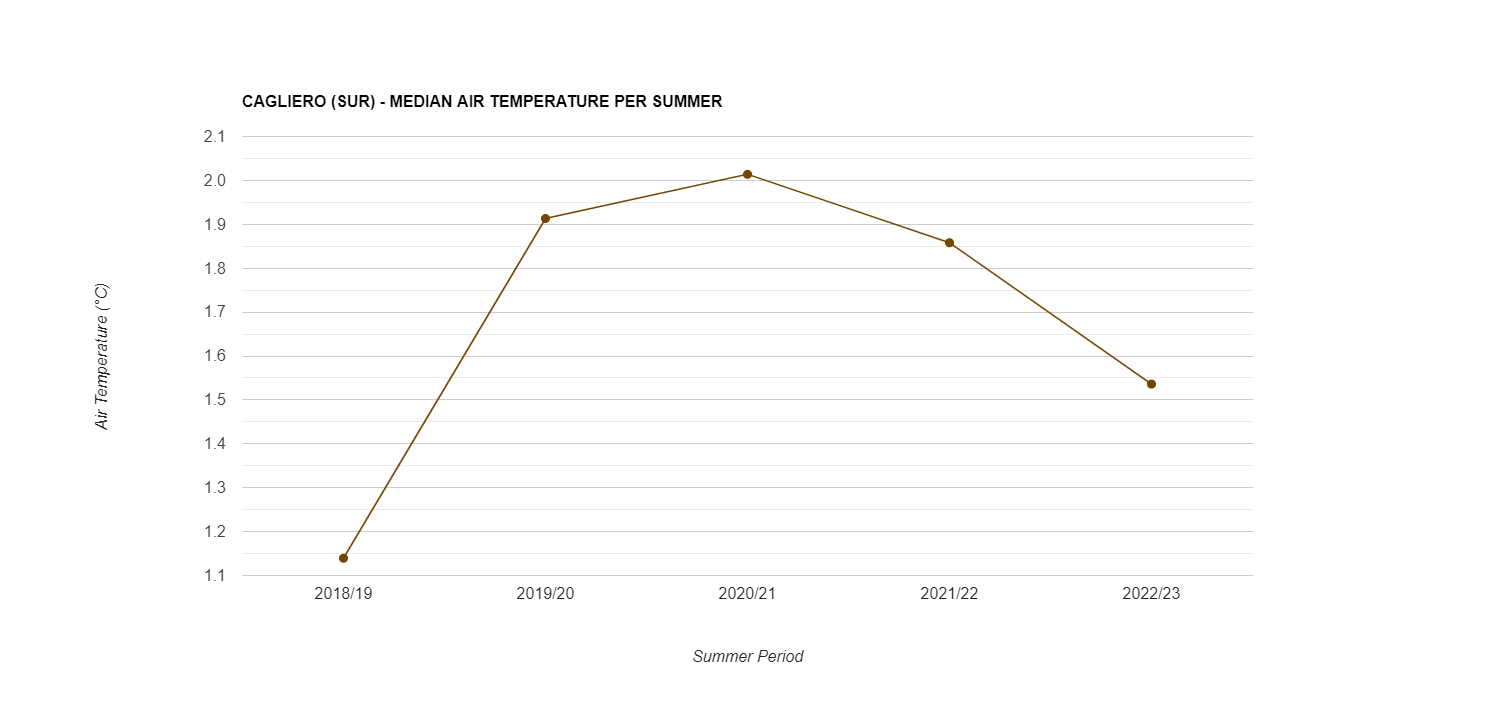 CAGLIERO (SUR) - MEDIAN AIR TEMPERATURE PER SUMMER
2.1
2.0
1.9
1.8
1.7
1.6
1.5
1.4
1.3
1.2
1.1
Air Temperature (°C)
2018/19 2019/20 2020/21 2021/22 2022/23
Summer Period